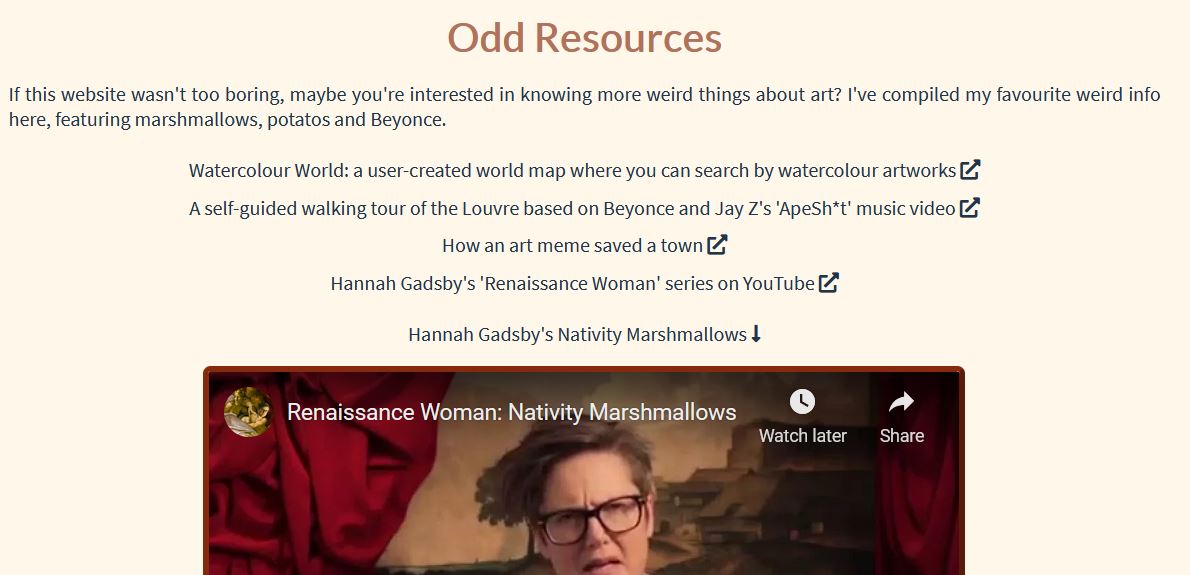 Odd Resources
If this website wasn't too boring, maybe you're interested in knowing more weird things about art? I've compiled my favourite weird info
here, featuring marshmallows, potatos and Beyonce.
Watercolour World: a user-created world map where you can search by watercolour artworks
A self-guided walking tour of the Louvre based on Beyonce and Jay Z's 'ApeSh*t' music video
How an art meme saved a town
Hannah Gadsby's 'Renaissance Woman' series on YouTube
Hannah Gadsby's Nativity Marshmallows
Renaissance Woman: Nativity Marshmallows
Watch later
Share